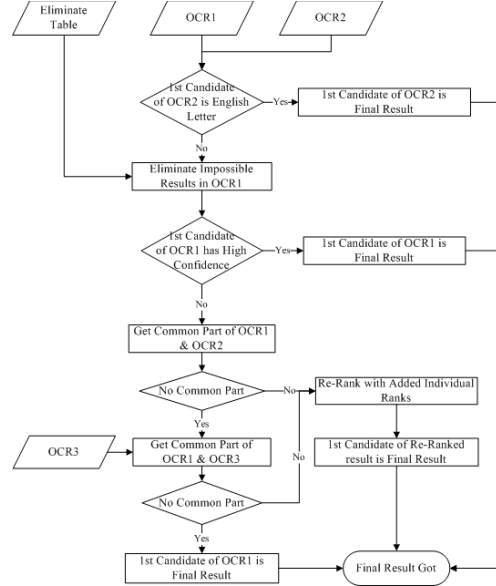 Eliminate
Table
OCR1
OCR2
1st Candidate
of OCR2 is English
Letter
Yes
1st Candidate of OCR2 is
Final Result
No
Eliminate Impossible
Results in OCR1
1st Candidate
of OCR1 has High
Confidence
Yes
1st Candidate of OCR1 is
Final Result
No
Get Common Part of OCR1
& OCR2
No Common Part
No
Re-Rank with Added Individual
Ranks
Yes
OCR3
Get Common Part of
OCR1 & OCR3
No
1st Candidate of Re-Ranked
result is Final Result
No Common Part
Yes
1st Candidate of OCR1 is
Final Result
Final Result Got